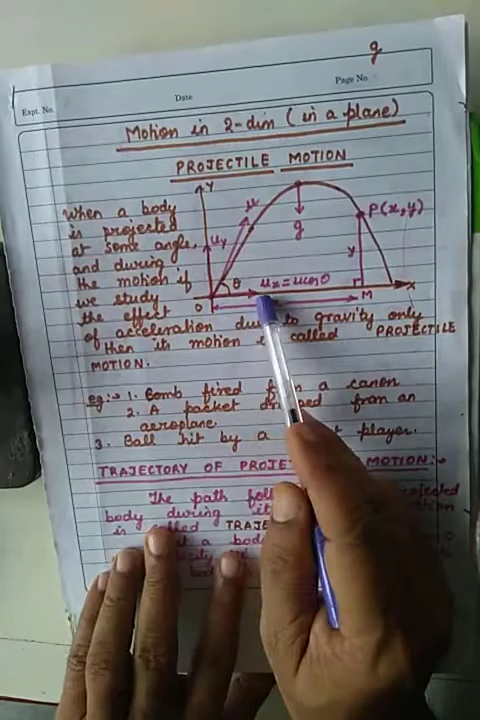 g
Expt. No.
Date
Page No.
Motion in 2-dim (in a plane)
PROJECTILE MOTION
When a body
is projected
at some angle,
and during
the motion if
we study
the effect
of acceleration due to gravity only
then its motion is called PROJECTILE
MOTION.
Y
u
uy
g
P(x,y)
y
θ
ux = u cos θ
O
M
X
eg:- 1. Bomb fired from a canon
2. A packet dropped from an
aeroplane
3. Ball hit by a player.
TRAJECTORY OF MOTION:-
The path projected
body during
is called
a body